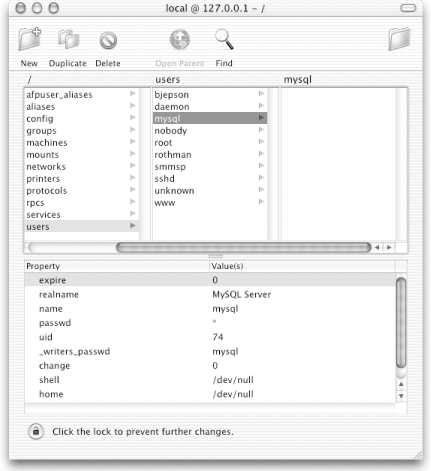 local @ 127.0.0.1 – /
New Duplicate Delete Open Parent Find
/ users mysql
afpuser_aliases
aliases
config
groups
machines
mounts
networks
printers
protocols
rpcs
services
users
bjepson
daemon
mysql
nobody
root
rothman
smmsp
sshd
unknown
www
Property Value(s)
expire 0
realname MySQL Server
name mysql
passwd *
uid 74
_writers_passwd mysql
change 0
shell /dev/null
home /dev/null
Click the lock to prevent further changes.